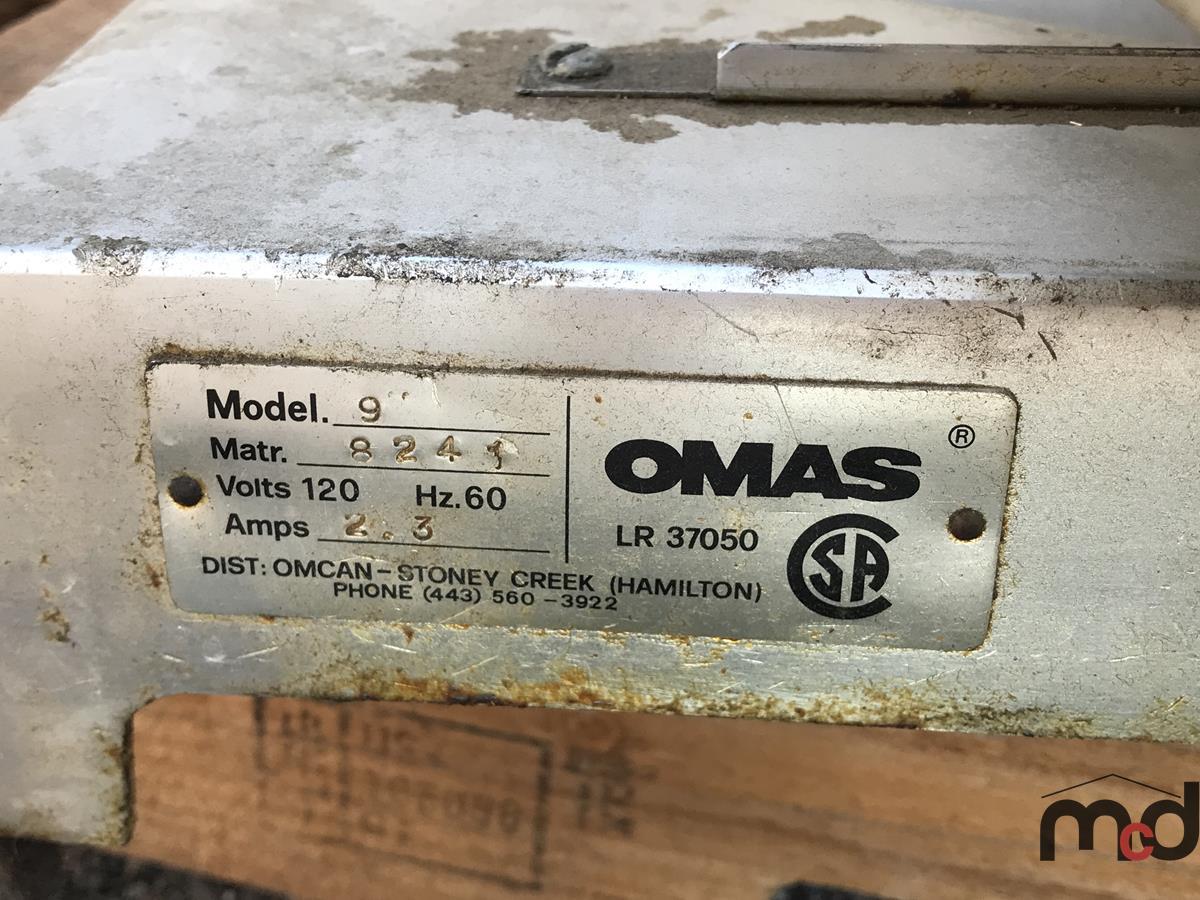 Model. 9"
Matr. 8241
Volts 120 Hz. 60
Amps 2.3
OMAS ®
LR 37050
CSA
DIST: OMCAN - STONEY CREEK (HAMILTON)
PHONE (443) 560 - 3922
mcd